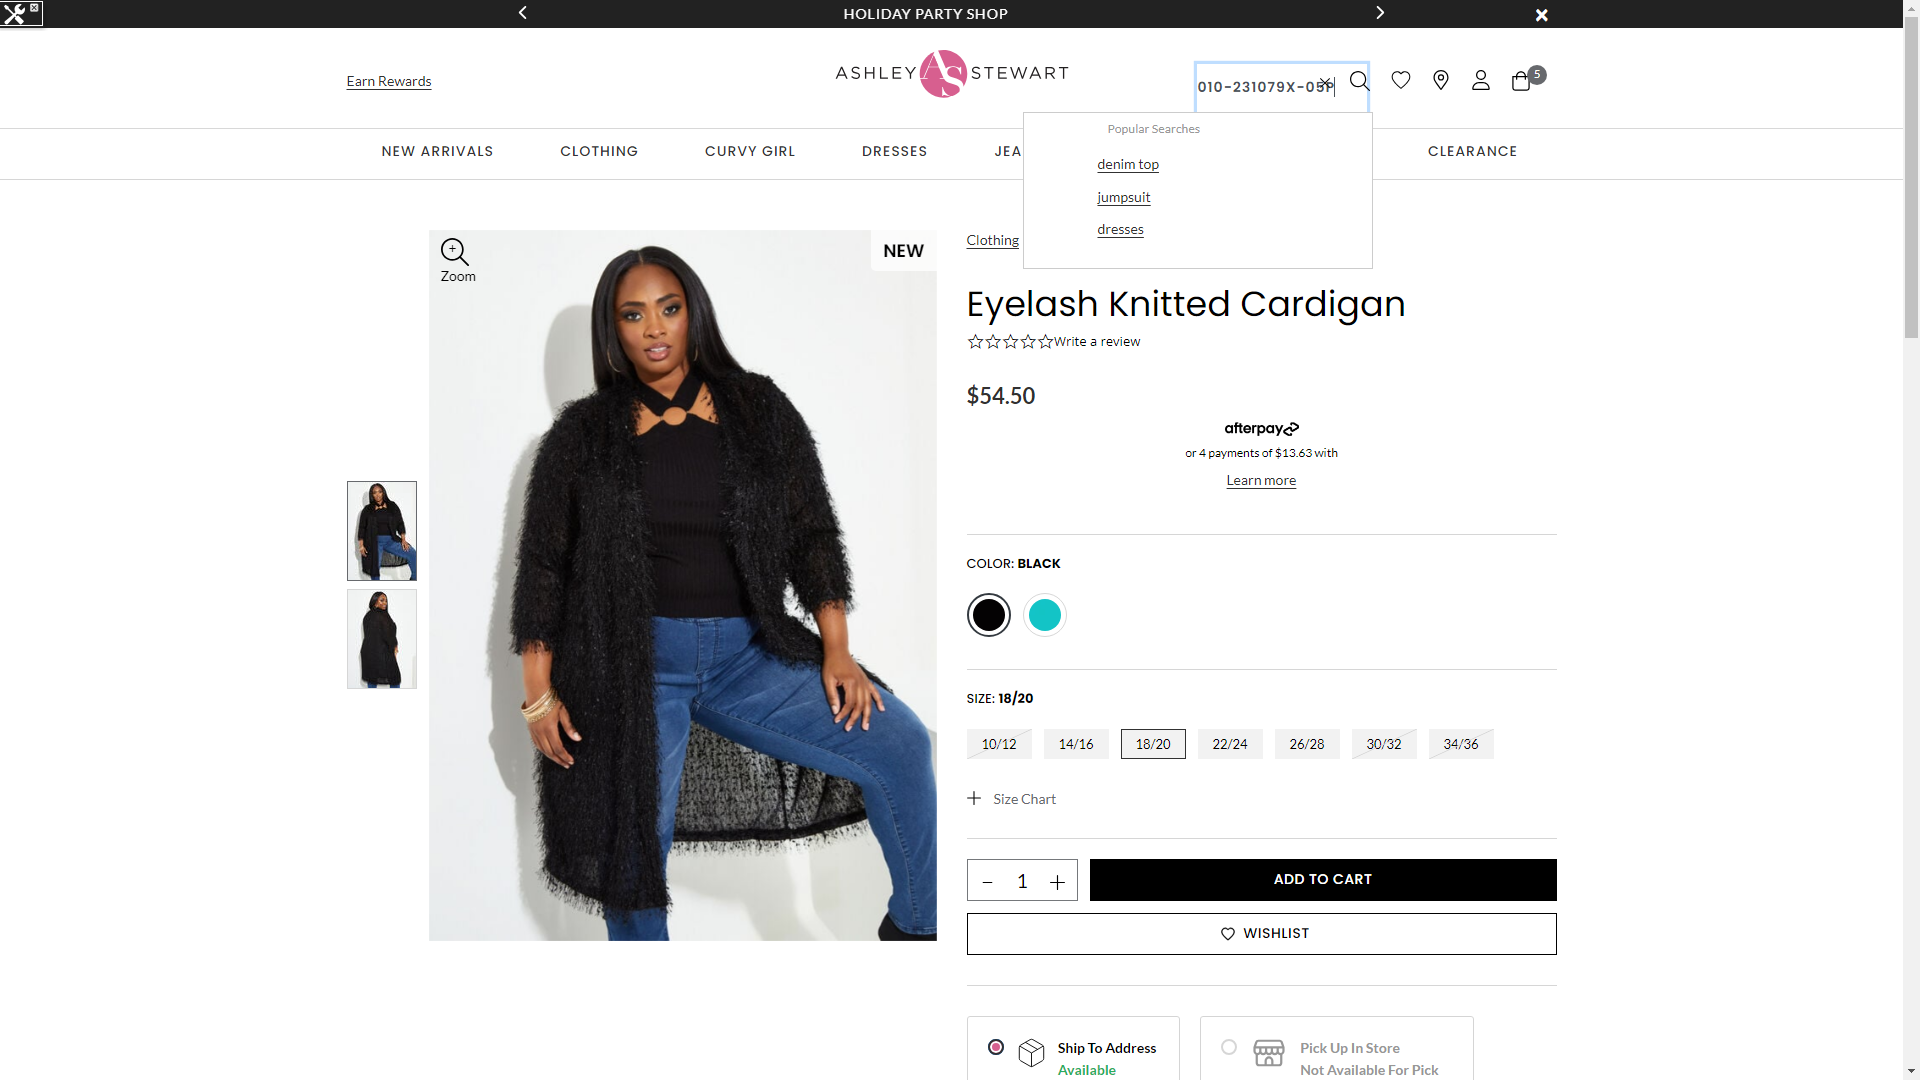 HOLIDAY PARTY SHOP
Earn Rewards
ASHLEY AS STEWART
010-231079X-05P
5
NEW ARRIVALS
CLOTHING
CURVY GIRL
DRESSES
JEA
CLEARANCE
Popular Searches
denim top
jumpsuit
dresses
Zoom
NEW
Clothing
Eyelash Knitted Cardigan
Write a review
$54.50
afterpay
or 4 payments of $13.63 with
Learn more
COLOR: BLACK
SIZE: 18/20
10/12
14/16
18/20
22/24
26/28
30/32
34/36
+ Size Chart
- 1 +
ADD TO CART
WISHLIST
Ship To Address
Available
Pick Up In Store
Not Available For Pick